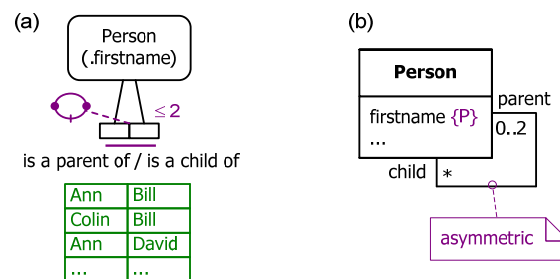 (a)
Person
(.firstname)
≤ 2
is a parent of / is a child of
Ann Bill
Colin Bill
Ann David
... ...
(b)
Person
parent
firstname {P}
0..2
...
child
*
asymmetric